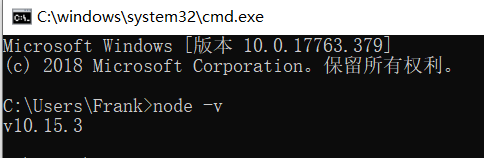 C:\windows\system32\cmd.exe
Microsoft Windows [版本 10.0.17763.379]
(c) 2018 Microsoft Corporation。保留所有权利。
C:\Users\Frank>node -v
v10.15.3